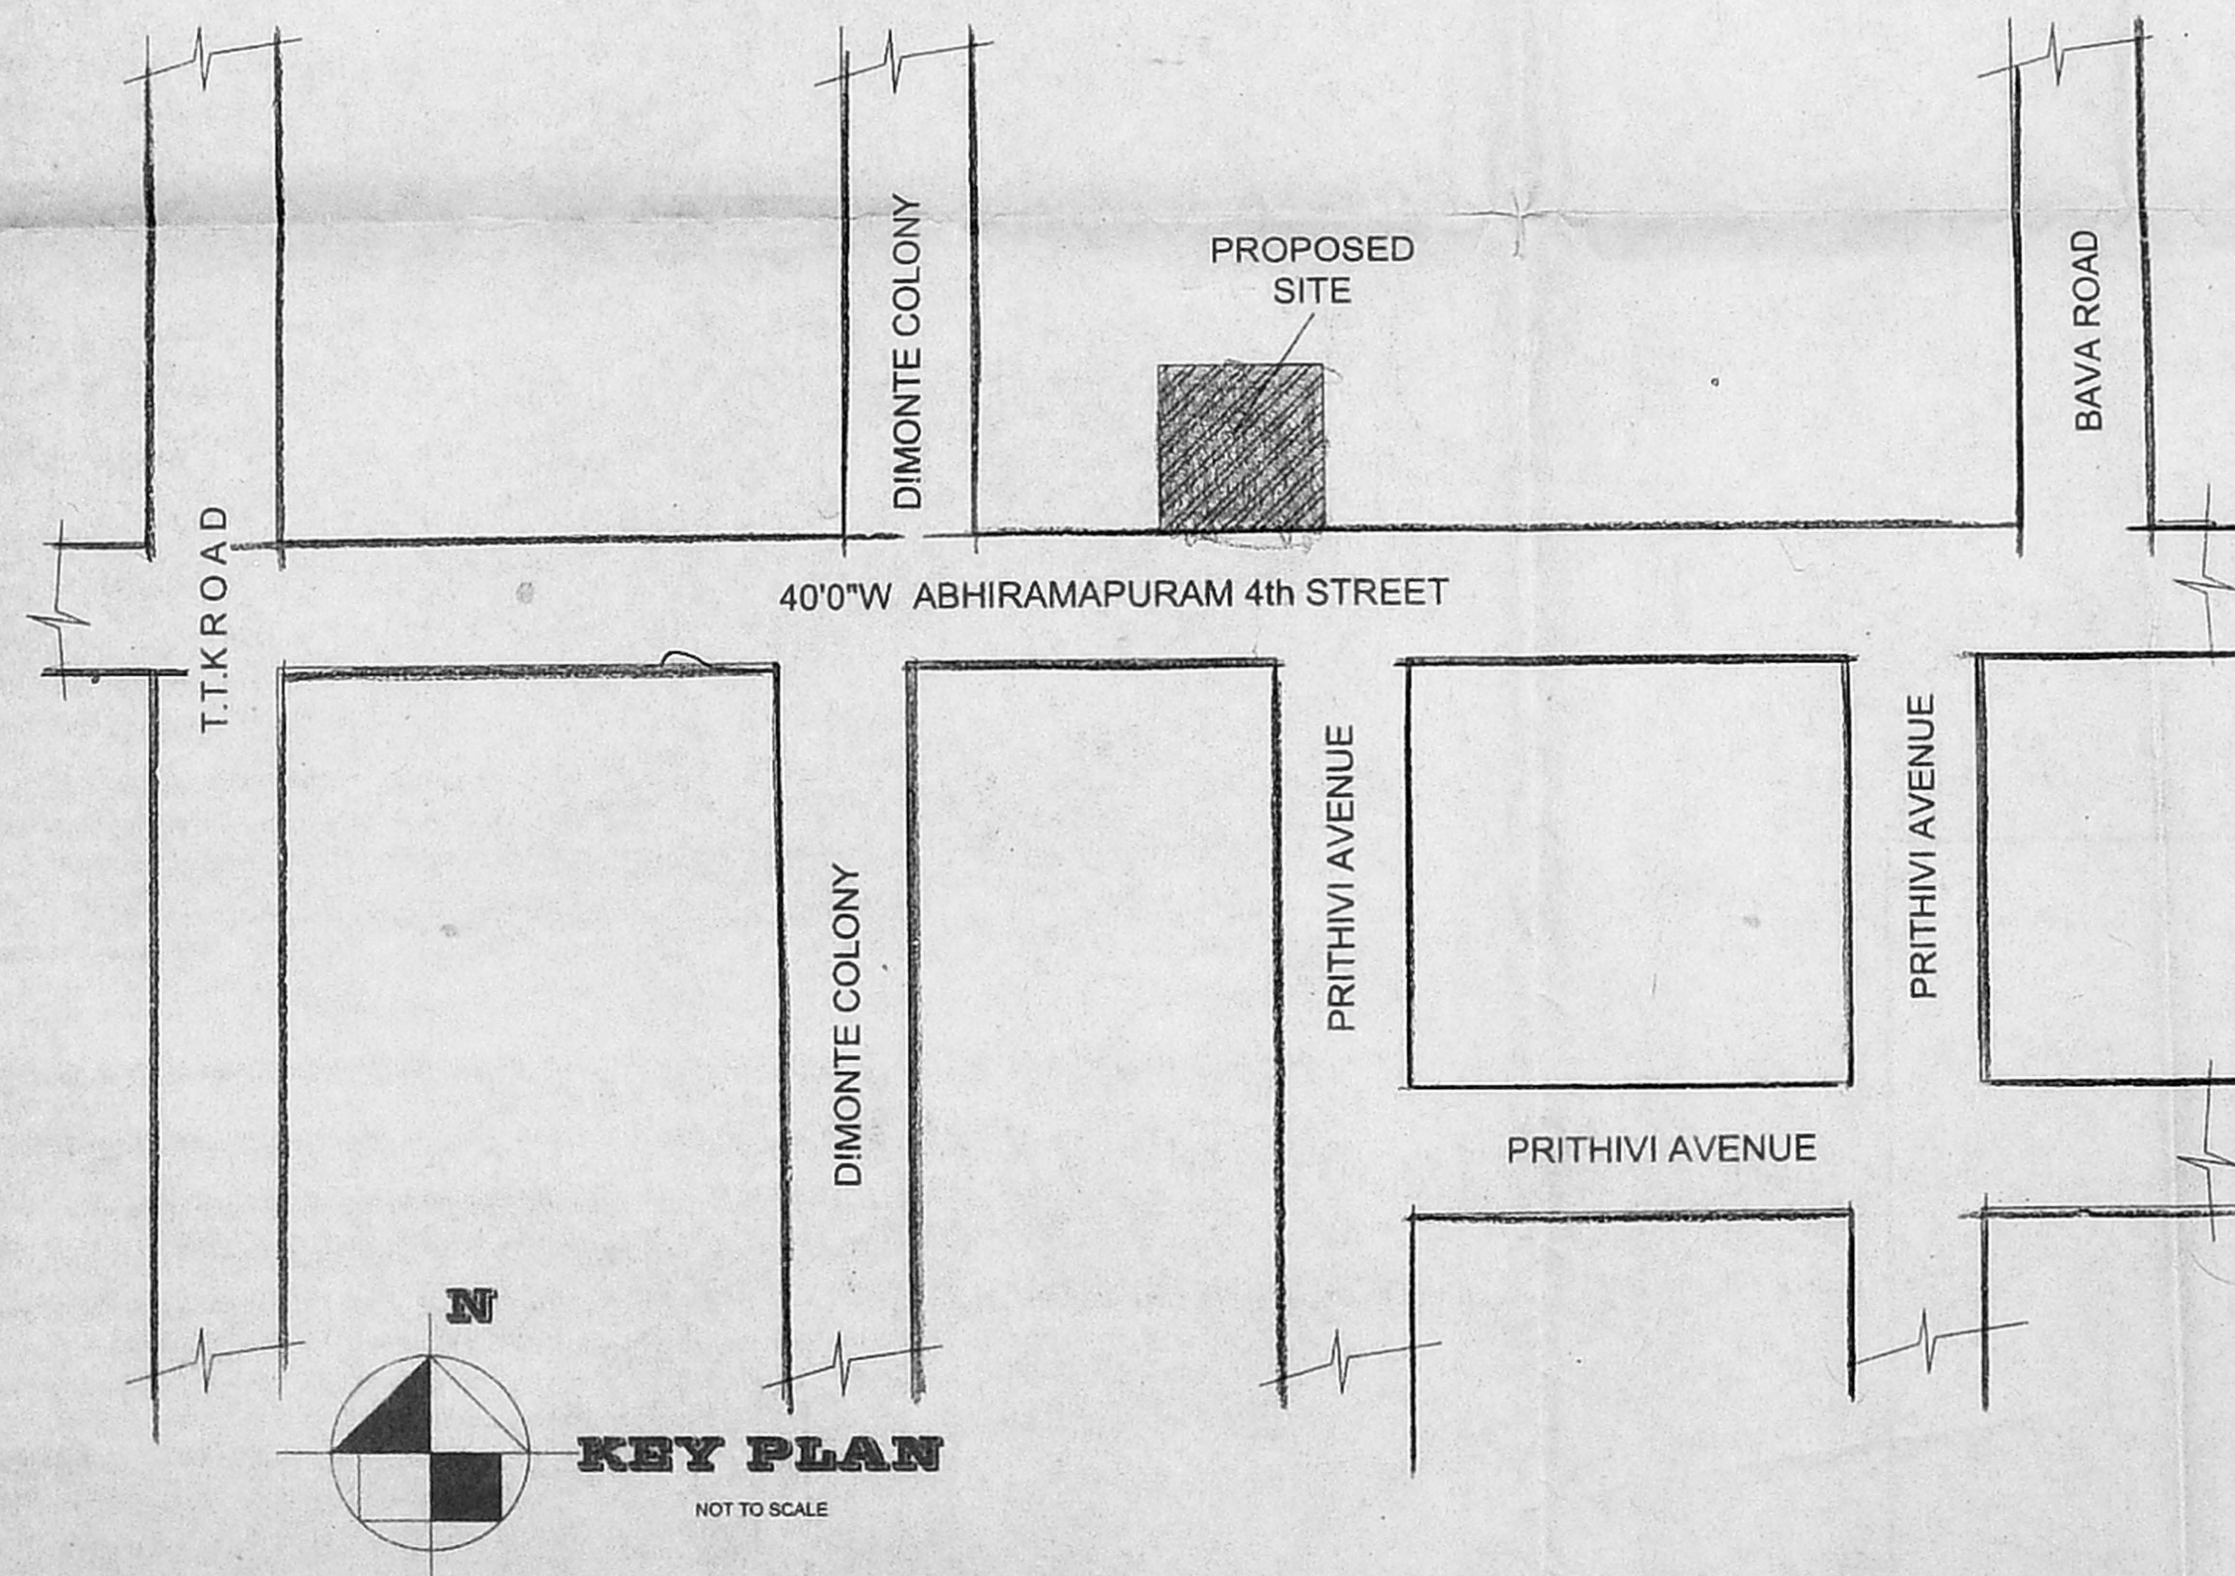 DIMONTE COLONY
PROPOSED
SITE
BAVA ROAD
T.T.K ROAD
40'0"W ABHIRAMAPURAM 4th STREET
PRITHIVI AVENUE
PRITHIVI AVENUE
DIMONTE COLONY
PRITHIVI AVENUE
N
KEY PLAN
NOT TO SCALE